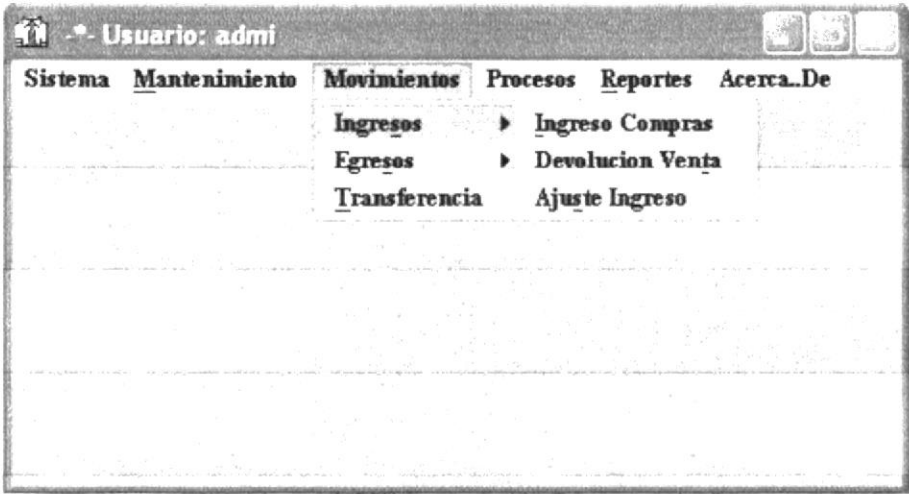 -*- Usuario: admi
Sistema Mantenimiento Movimientos Procesos Reportes Acerca..De
Ingresos Ingreso Compras
Egresos Devolucion Venta
Transferencia Ajuste Ingreso